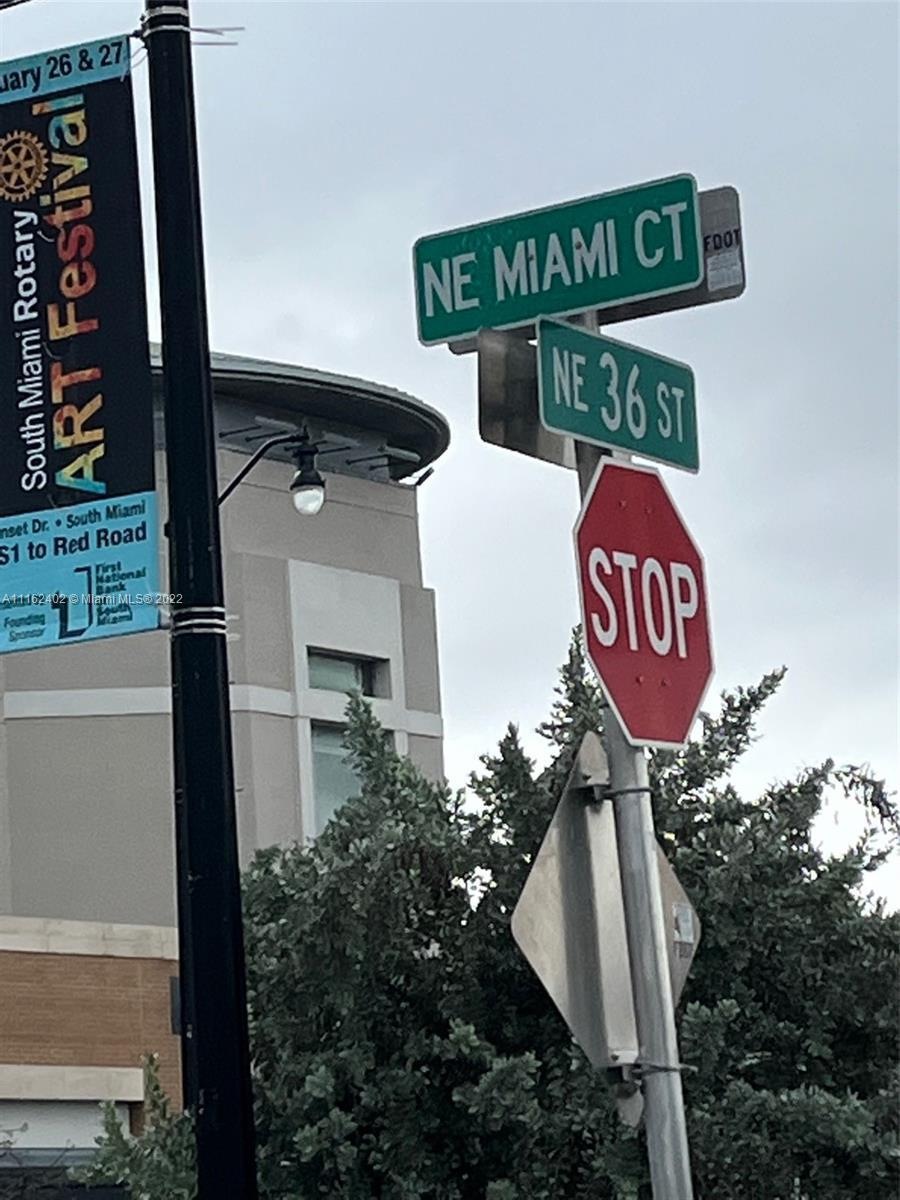 uary 26 & 27
South Miami Rotary
ART Festival
nset Dr. • South Miami
S1 to Red Road
Founding
Sponsor
First
National
Bank
South
Miami
A11162402 © Miami MLS® 2022
NE MIAMI CT
FDOT
NE 36 ST
STOP